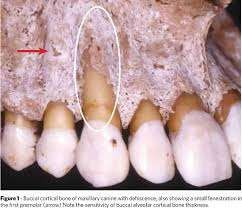 Figure 1 - Buccal cortical bone of maxillary canine with dehiscence, also showing a small fenestration in
the first premolar (arrow). Note the sensitivity of buccal alveolar cortical bone thickness.